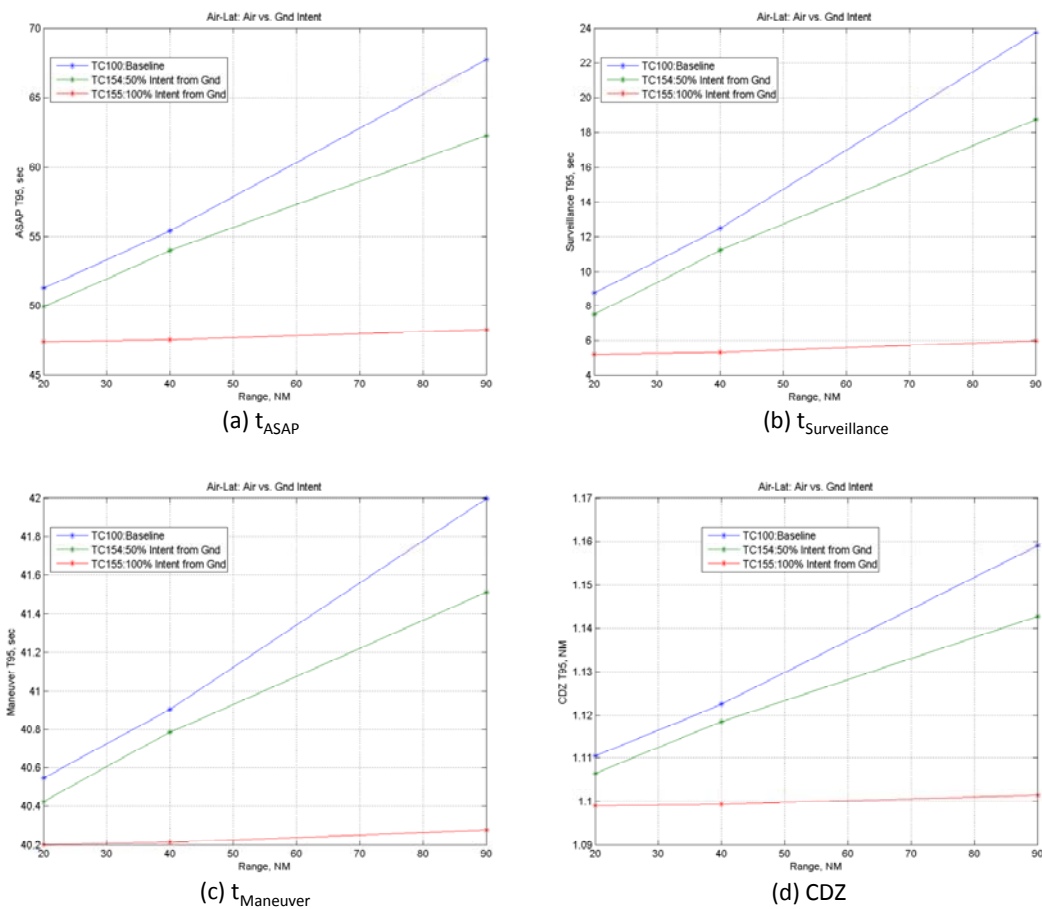 Air-Lat: Air vs. Gnd Intent
70
65
60
55
50
45
ASAP T95, sec
TC100:Baseline
TC154:50% Intent from Gnd
TC155:100% Intent from Gnd
20 30 40 50 60 70 80 90
Range, NM
(a) tASAP
Air-Lat: Air vs. Gnd Intent
24
22
20
18
16
14
12
10
8
6
4
Surveillance T95, sec
TC100:Baseline
TC154:50% Intent from Gnd
TC155:100% Intent from Gnd
20 30 40 50 60 70 80 90
Range, NM
(b) tSurveillance
Air-Lat: Air vs. Gnd Intent
42
41.8
41.6
41.4
41.2
41
40.8
40.6
40.4
40.2
Maneuver T95, sec
TC100:Baseline
TC154:50% Intent from Gnd
TC155:100% Intent from Gnd
20 30 40 50 60 70 80 90
Range, NM
(c) tManeuver
Air-Lat: Air vs. Gnd Intent
1.17
1.16
1.15
1.14
1.13
1.12
1.11
1.1
1.09
CDZ T95, NM
TC100:Baseline
TC154:50% Intent from Gnd
TC155:100% Intent from Gnd
20 30 40 50 60 70 80 90
Range, NM
(d) CDZ